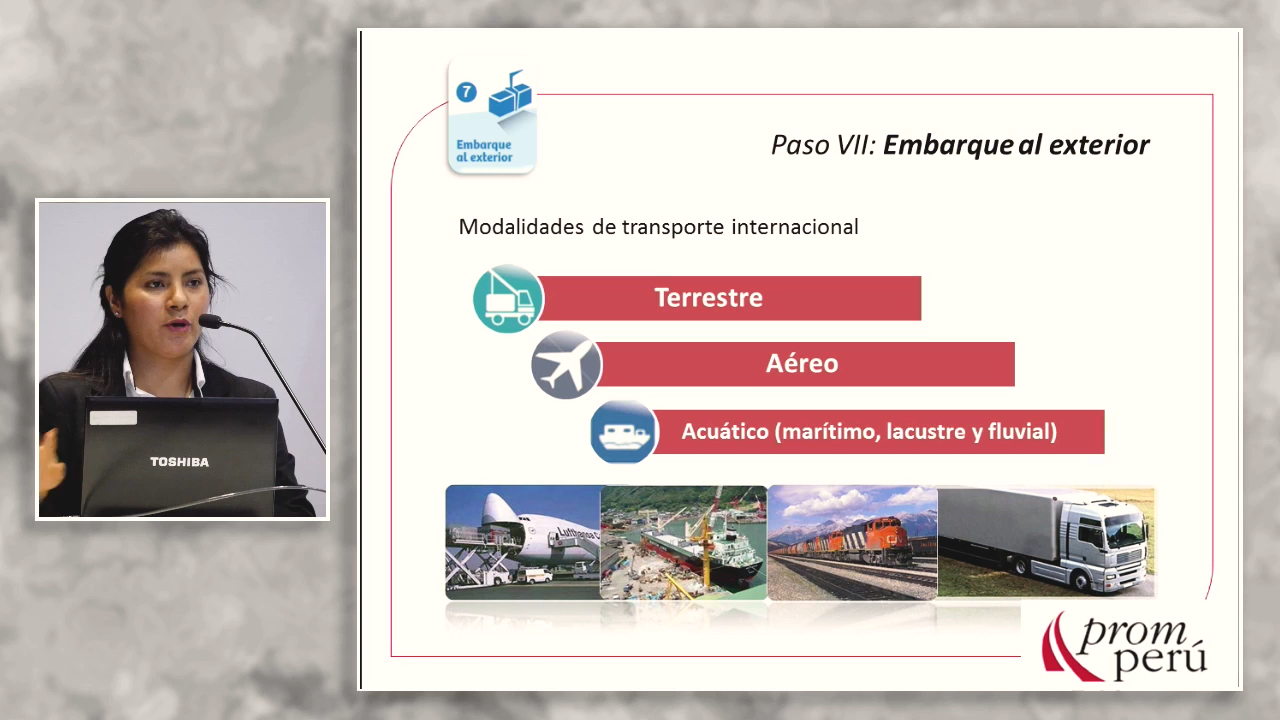 7
Embarque
al exterior
Paso VII: Embarque al exterior
Modalidades de transporte internacional
Terrestre
Aéreo
Acuático (marítimo, lacustre y fluvial)
TOSHIBA
Lufthansa C
prom
perú